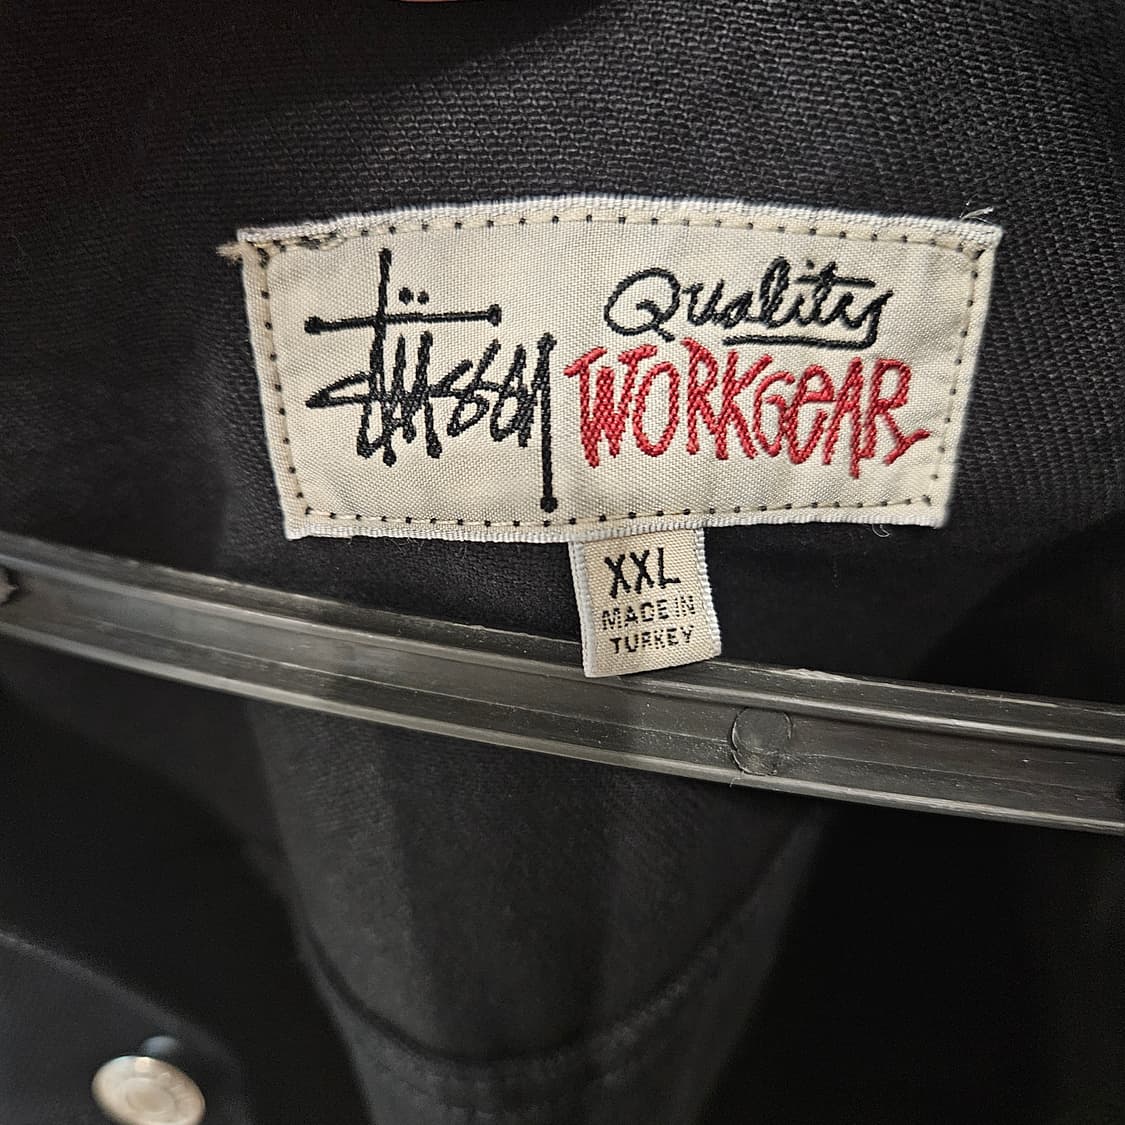 Stüssy Quality
WORKGEAR
XXL
MADE IN
TURKEY